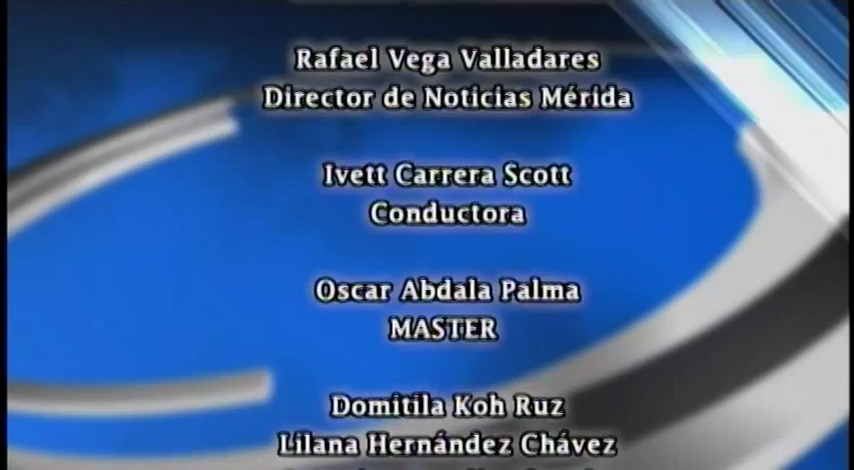 Rafael Vega Valladares
Director de Noticias Mérida
Ivett Carrera Scott
Conductora
Oscar Abdala Palma
MASTER
Domitila Koh Ruz
Lilana Hernández Chávez